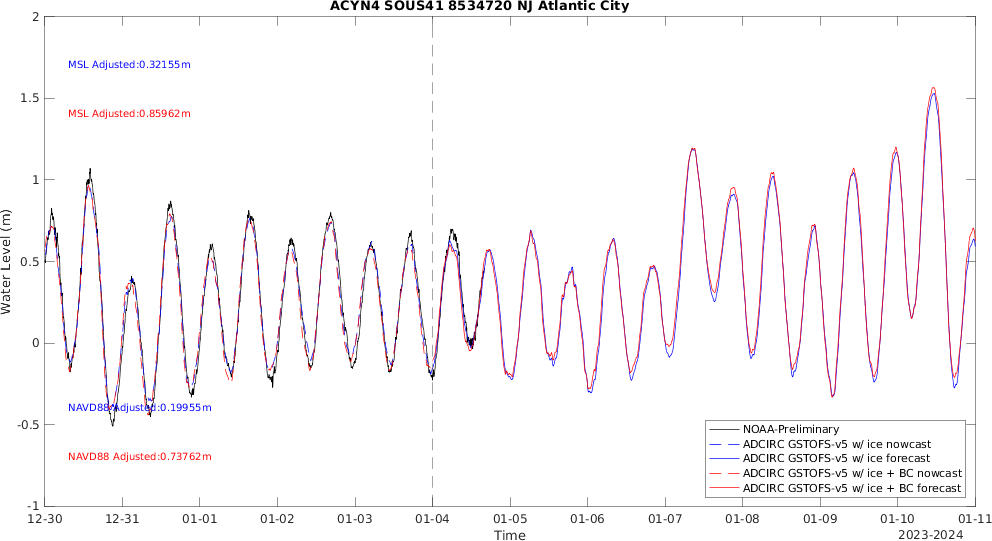 ACYN4 SOUS41 8534720 NJ Atlantic City
2
1.5
1
0.5
0
-0.5
-1
Water Level (m)
MSL Adjusted:0.32155m
MSL Adjusted:0.85962m
NAVD88 Adjusted:0.19955m
NAVD88 Adjusted:0.73762m
NOAA-Preliminary
ADCIRC GSTOFS-v5 w/ ice nowcast
ADCIRC GSTOFS-v5 w/ ice forecast
ADCIRC GSTOFS-v5 w/ ice + BC nowcast
ADCIRC GSTOFS-v5 w/ ice + BC forecast
12-30 12-31 01-01 01-02 01-03 01-04 01-05 01-06 01-07 01-08 01-09 01-10 01-11
Time
2023-2024